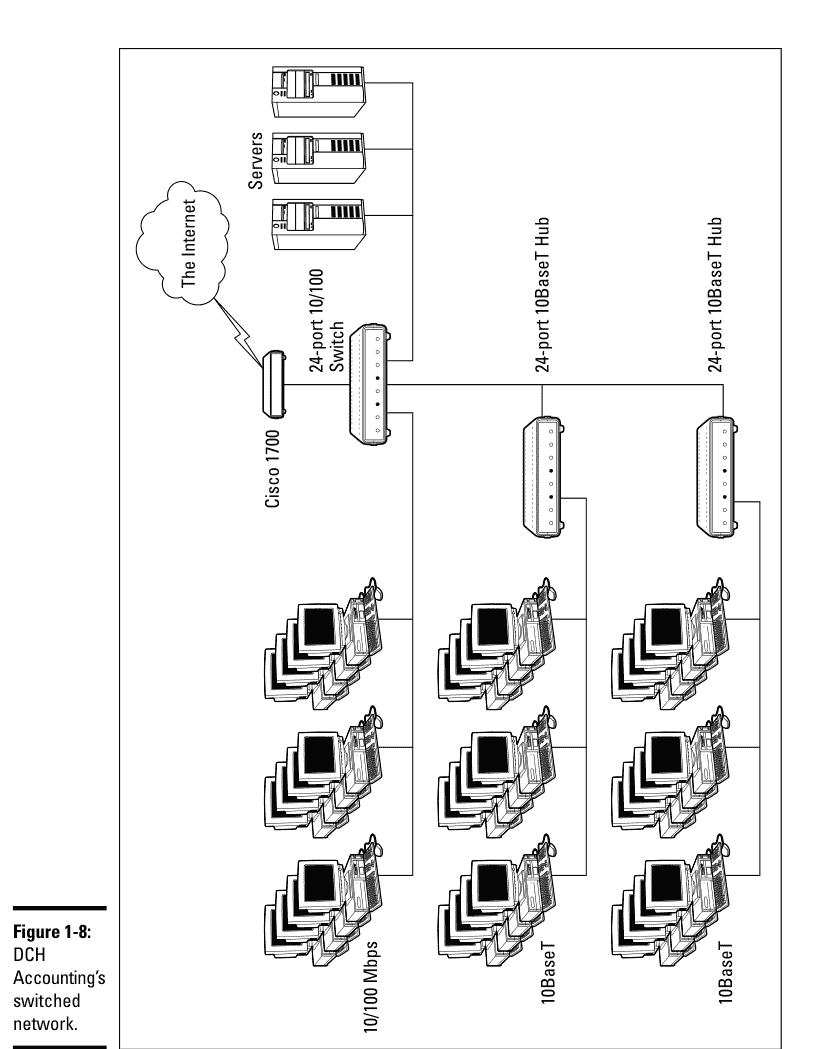 Servers
The Internet
24-port 10/100
Switch
24-port 10BaseT Hub
24-port 10BaseT Hub
Cisco 1700
10/100 Mbps
10BaseT
10BaseT
Figure 1-8:
DCH
Accounting's
switched
network.